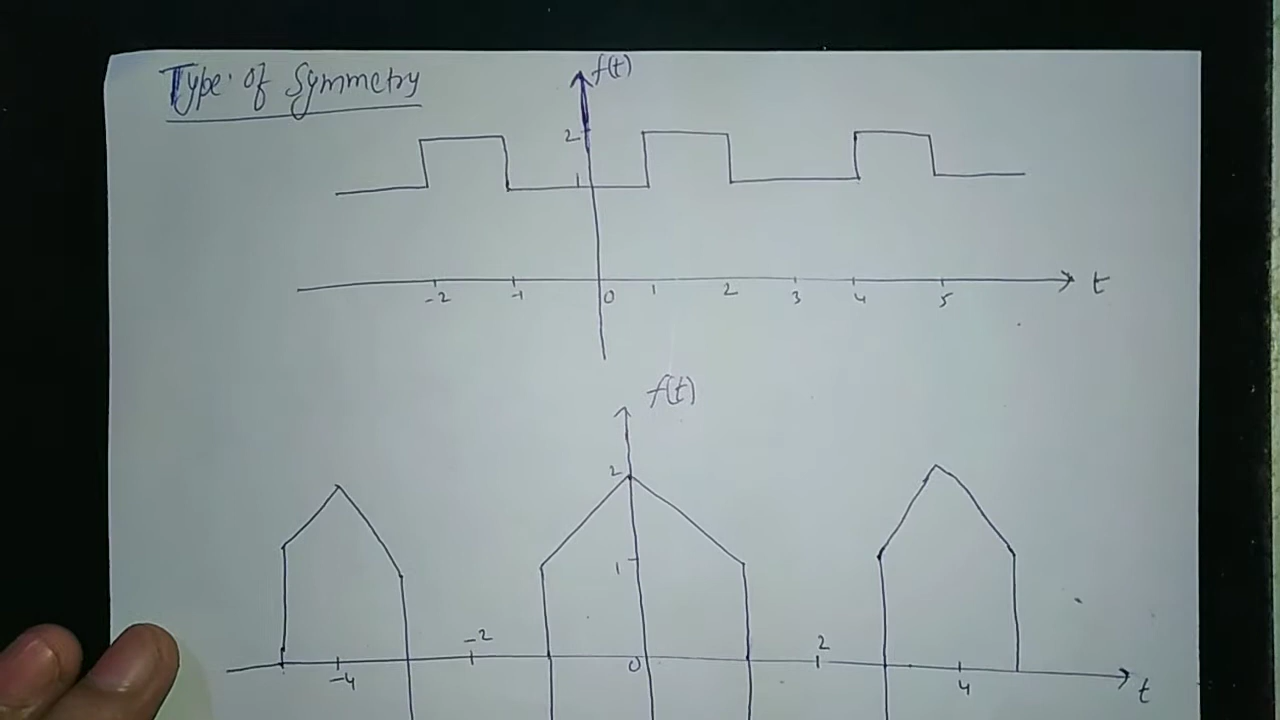 Type of Symmetry
f(t)
2
1
-2 -1 0 1 2 3 4 5 t
f(t)
2
1
-4 -2 0 2 4 t